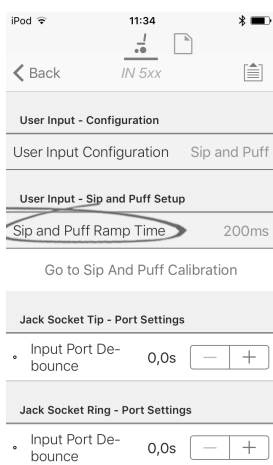 iPod 11:34
Back IN 5xx
User Input - Configuration
User Input Configuration Sip and Puff
User Input - Sip and Puff Setup
Sip and Puff Ramp Time 200ms
Go to Sip And Puff Calibration
Jack Socket Tip - Port Settings
Input Port De-
bounce 0,0s — +
Jack Socket Ring - Port Settings
Input Port De-
bounce 0,0s — +